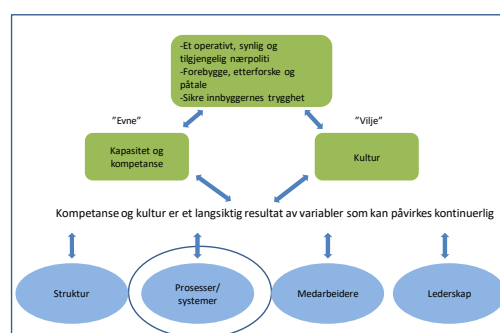 -Et operativt, synlig og
tilgjengelig nærpoliti
-Forebygge, etterforske og
påtale
-Sikre innbyggernes trygghet
”Evne”
”Vilje”
Kapasitet og
kompetanse
Kultur
Kompetanse og kultur er et langsiktig resultat av variabler som kan påvirkes kontinuerlig
Struktur
Prosesser/
systemer
Medarbeidere
Lederskap